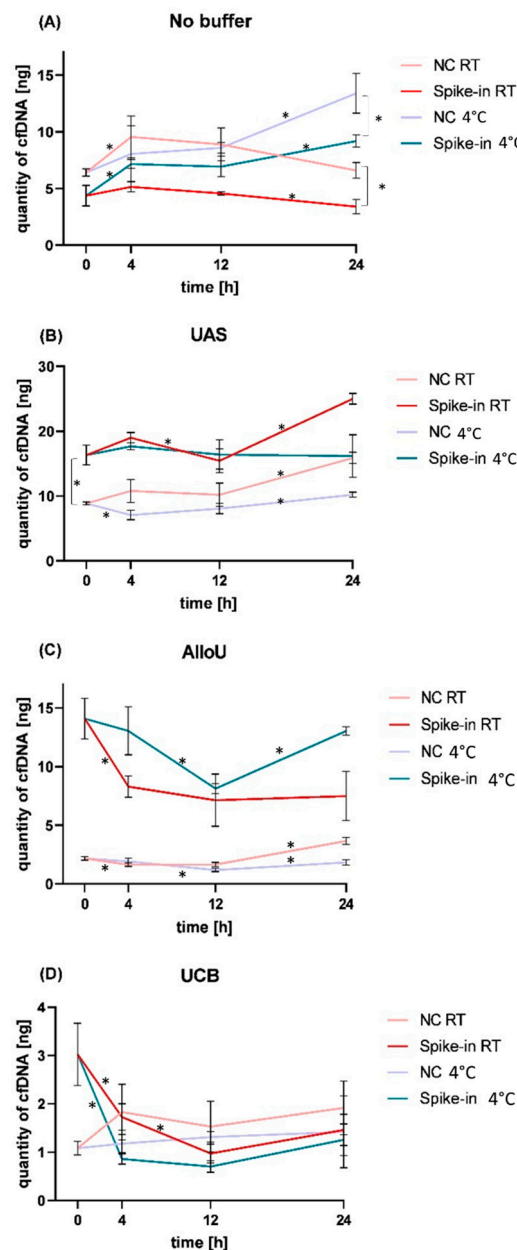 (A)
No buffer
quantity of cfDNA [ng]
15
10
5
0
0 4 12 24
time [h]
* * * * * * *
NC RT
Spike-in RT
NC 4°C
Spike-in 4°C
(B)
UAS
quantity of cfDNA [ng]
30
20
10
0
0 4 12 24
time [h]
* * * * * *
NC RT
Spike-in RT
NC 4°C
Spike-in 4°C
(C)
AlloU
quantity of cfDNA [ng]
15
10
5
0
0 4 12 24
time [h]
* * * * * * *
NC RT
Spike-in RT
NC 4°C
Spike-in 4°C
(D)
UCB
quantity of cfDNA [ng]
4
3
2
1
0
0 4 12 24
time [h]
* * *
NC RT
Spike-in RT
NC 4°C
Spike-in 4°C